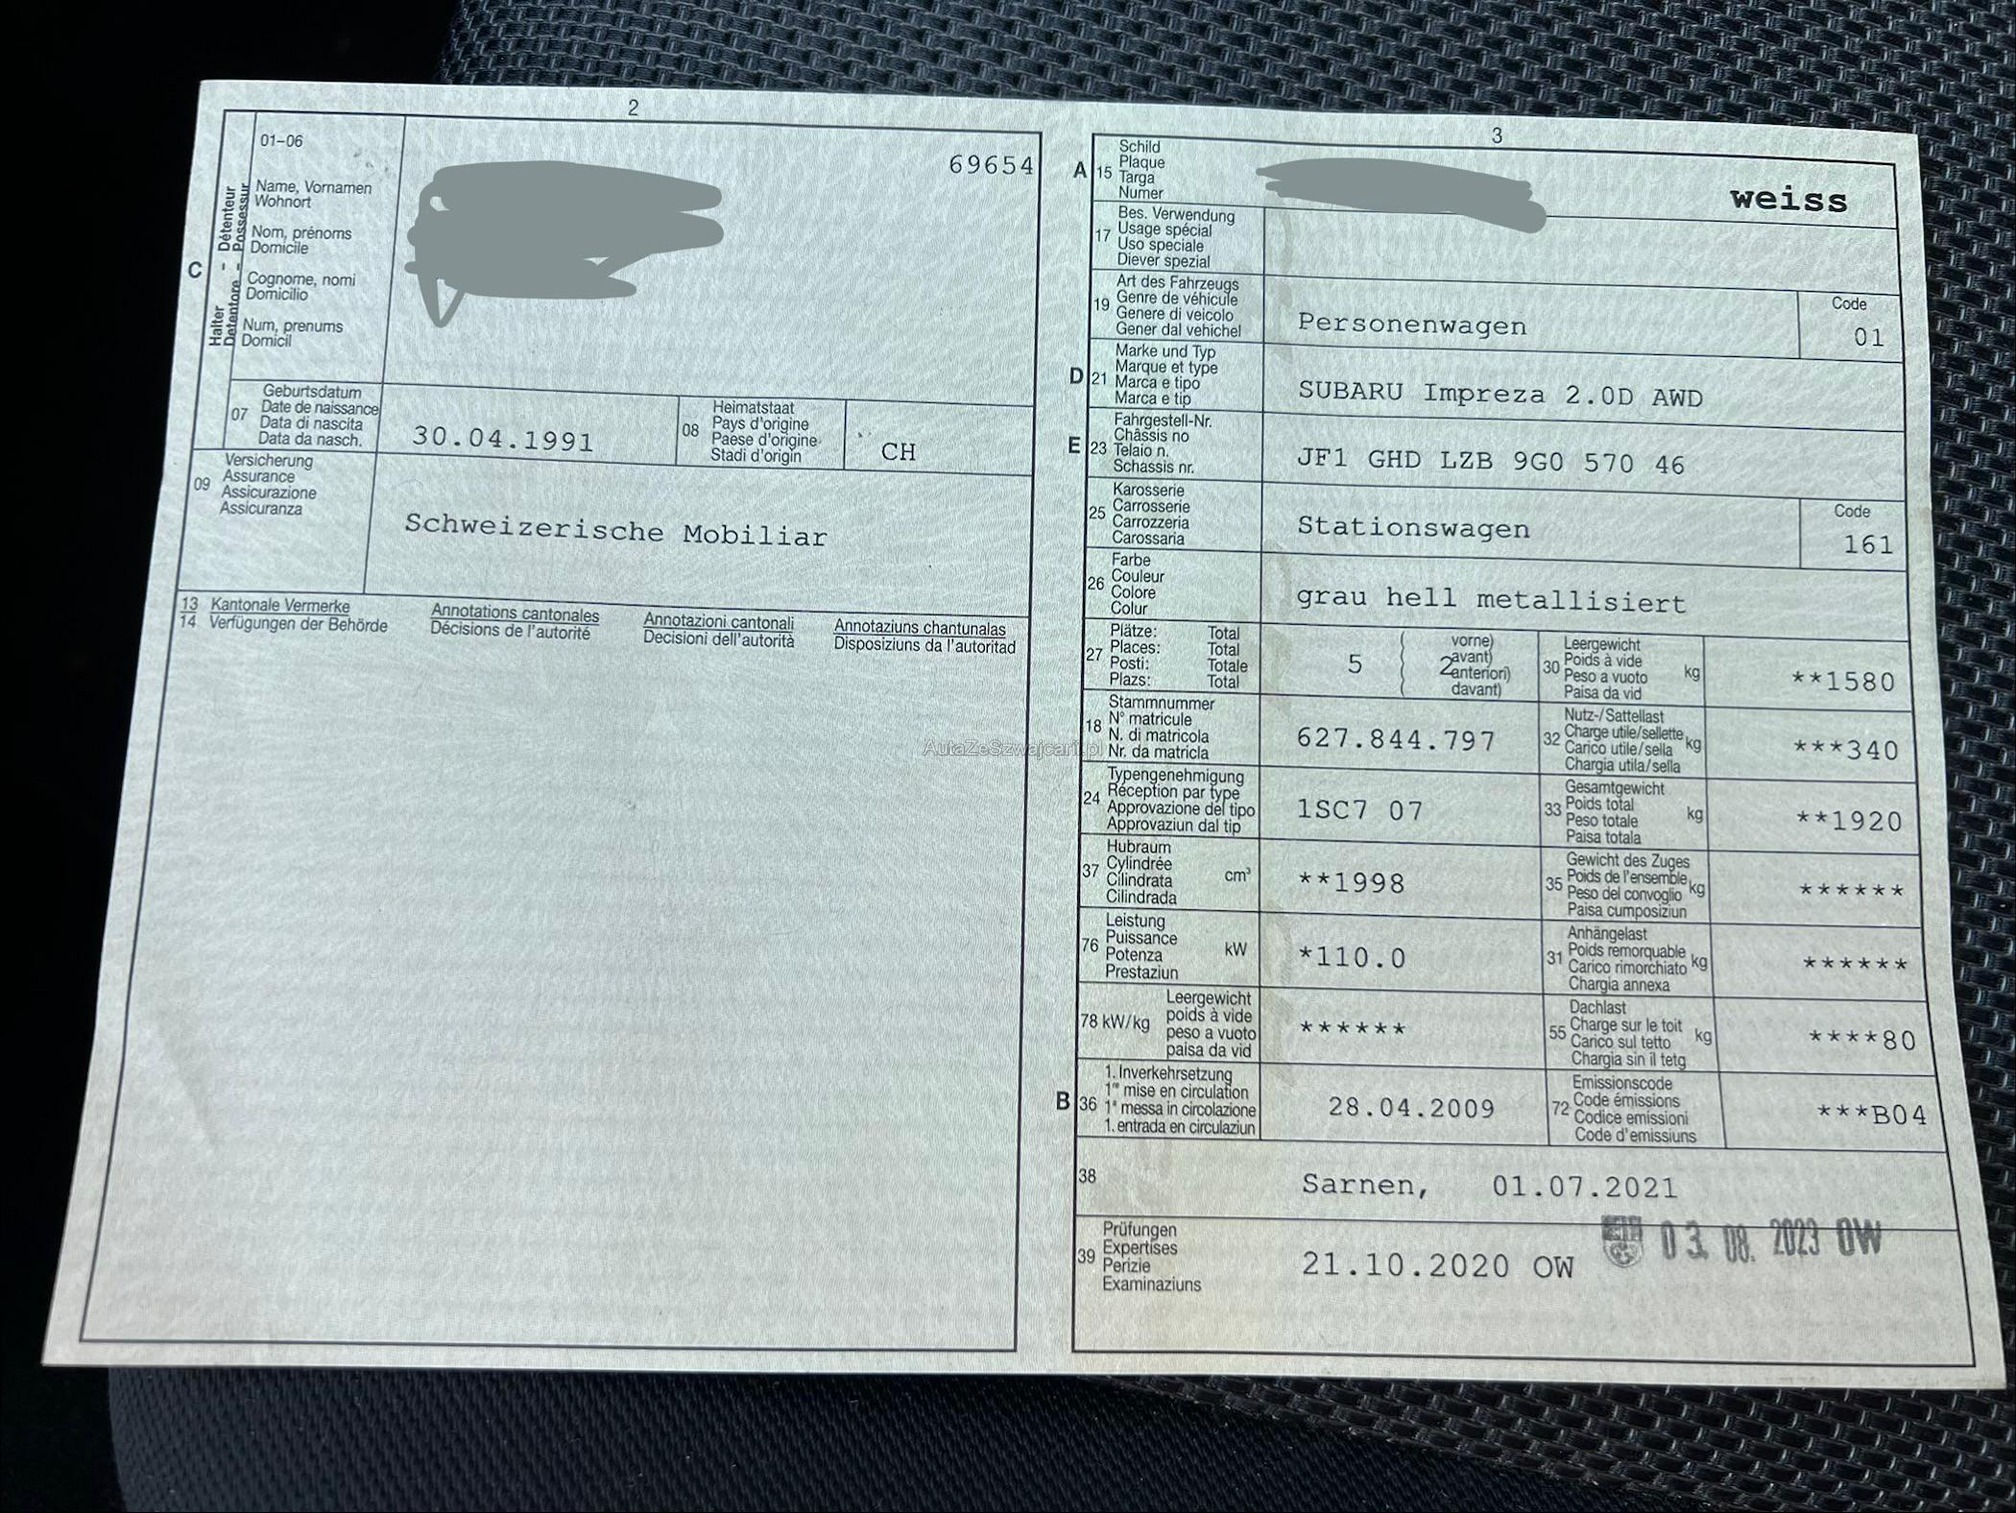 2
01-06
69654
Halter - Détenteur
Detentore - Possessur
C
Name, Vornamen
Wohnort
Nom, prénoms
Domicile
Cognome, nomi
Domicilio
Num, prenums
Domicil
07
Geburtsdatum
Date de naissance
Data di nascita
Data da nasch.
30.04.1991
08
Heimatstaat
Pays d'origine
Paese d'origine
Stadi d'origin
CH
09
Versicherung
Assurance
Assicurazione
Assicuranza
Schweizerische Mobiliar
13
14
Kantonale Vermerke
Verfügungen der Behörde
Annotations cantonales
Décisions de l'autorité
Annotazioni cantonali
Decisioni dell'autorità
Annotaziuns chantunalas
Disposiziuns da l'autoritad
AutaZeSzwajcarii.pl
3
A
15
Schild
Plaque
Targa
Numer
weiss
17
Bes. Verwendung
Usage spécial
Uso speciale
Diever spezial
19
Art des Fahrzeugs
Genre de véhicule
Genere di veicolo
Gener dal vehichel
Personenwagen
Code
01
D
21
Marke und Typ
Marque et type
Marca e tipo
Marca e tip
SUBARU Impreza 2.0D AWD
E
23
Fahrgestell-Nr.
Châssis no
Telaio n.
Schassis nr.
JF1 GHD LZB 9G0 570 46
25
Karosserie
Carrosserie
Carrozzeria
Carossaria
Stationswagen
Code
161
26
Farbe
Couleur
Colore
Colur
grau hell metallisiert
27
Plätze: Total
Places: Total
Posti: Totale
Plazs: Total
5
2
vorne)
avant)
anteriori)
davant)
30
Leergewicht
Poids à vide
Peso a vuoto
Paisa da vid
kg
**1580
18
Stammnummer
N° matricule
N. di matricola
Nr. da matricla
627.844.797
32
Nutz-/Sattellast
Charge utile/sellette
Carico utile/sella
Chargia utila/sella
kg
***340
24
Typengenehmigung
Réception par type
Approvazione del tipo
Approvaziun dal tip
1SC7 07
33
Gesamtgewicht
Poids total
Peso totale
Paisa totala
kg
**1920
37
Hubraum
Cylindrée
Cilindrata
Cilindrada
cm³
**1998
35
Gewicht des Zuges
Poids de l'ensemble
Peso del convoglio
Paisa cumposiziun
kg
******
76
Leistung
Puissance
Potenza
Prestaziun
kW
*110.0
31
Anhängelast
Poids remorquable
Carico rimorchiato
Chargia annexa
kg
******
78 kW/kg
Leergewicht
poids à vide
peso a vuoto
paisa da vid
******
55
Dachlast
Charge sur le toit
Carico sul tetto
Chargia sin il tetg
kg
****80
B
36
1. Inverkehrsetzung
1re mise en circulation
1a messa in circolazione
1. entrada en circulaziun
28.04.2009
72
Emissionscode
Code émissions
Codice emissioni
Code d'emissiuns
***B04
38
Sarnen, 01.07.2021
39
Prüfungen
Expertises
Perizie
Examinaziuns
21.10.2020 OW
03. 08. 2023 OW